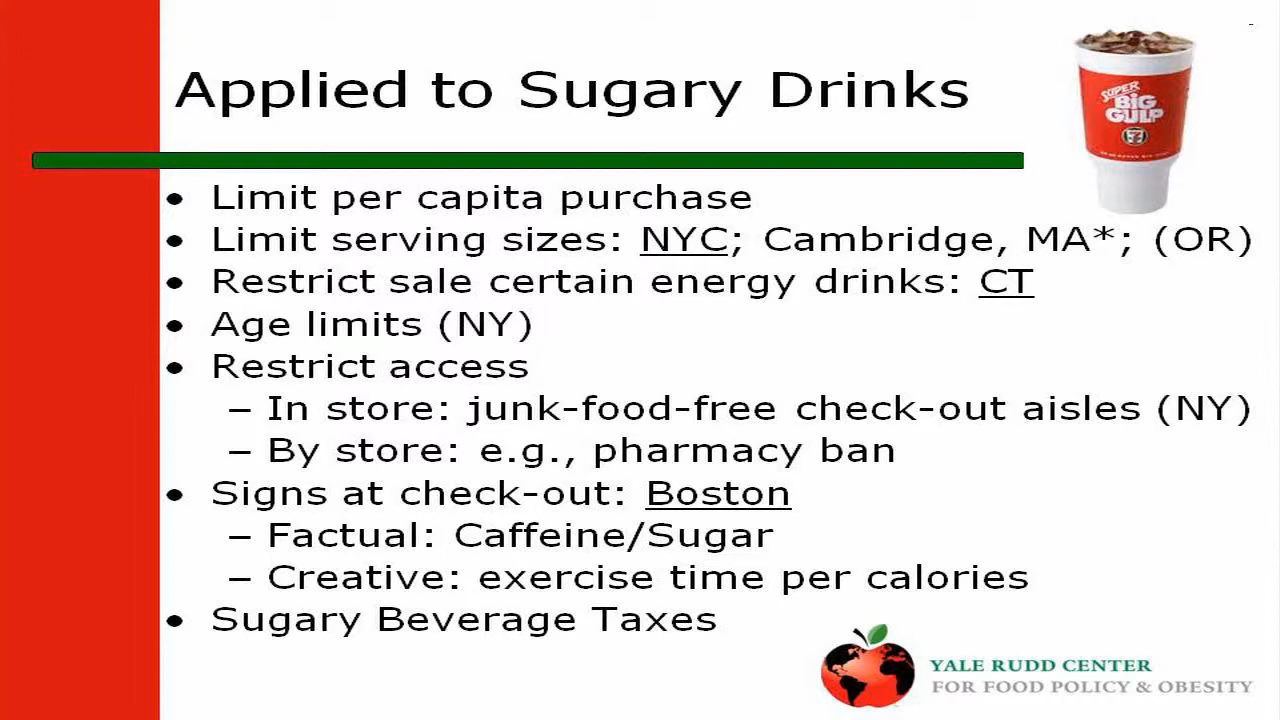 Applied to Sugary Drinks
SUPER
BIG
GULP
• Limit per capita purchase
• Limit serving sizes: NYC; Cambridge, MA*; (OR)
• Restrict sale certain energy drinks: CT
• Age limits (NY)
• Restrict access
– In store: junk-food-free check-out aisles (NY)
– By store: e.g., pharmacy ban
• Signs at check-out: Boston
– Factual: Caffeine/Sugar
– Creative: exercise time per calories
• Sugary Beverage Taxes
YALE RUDD CENTER
FOR FOOD POLICY & OBESITY